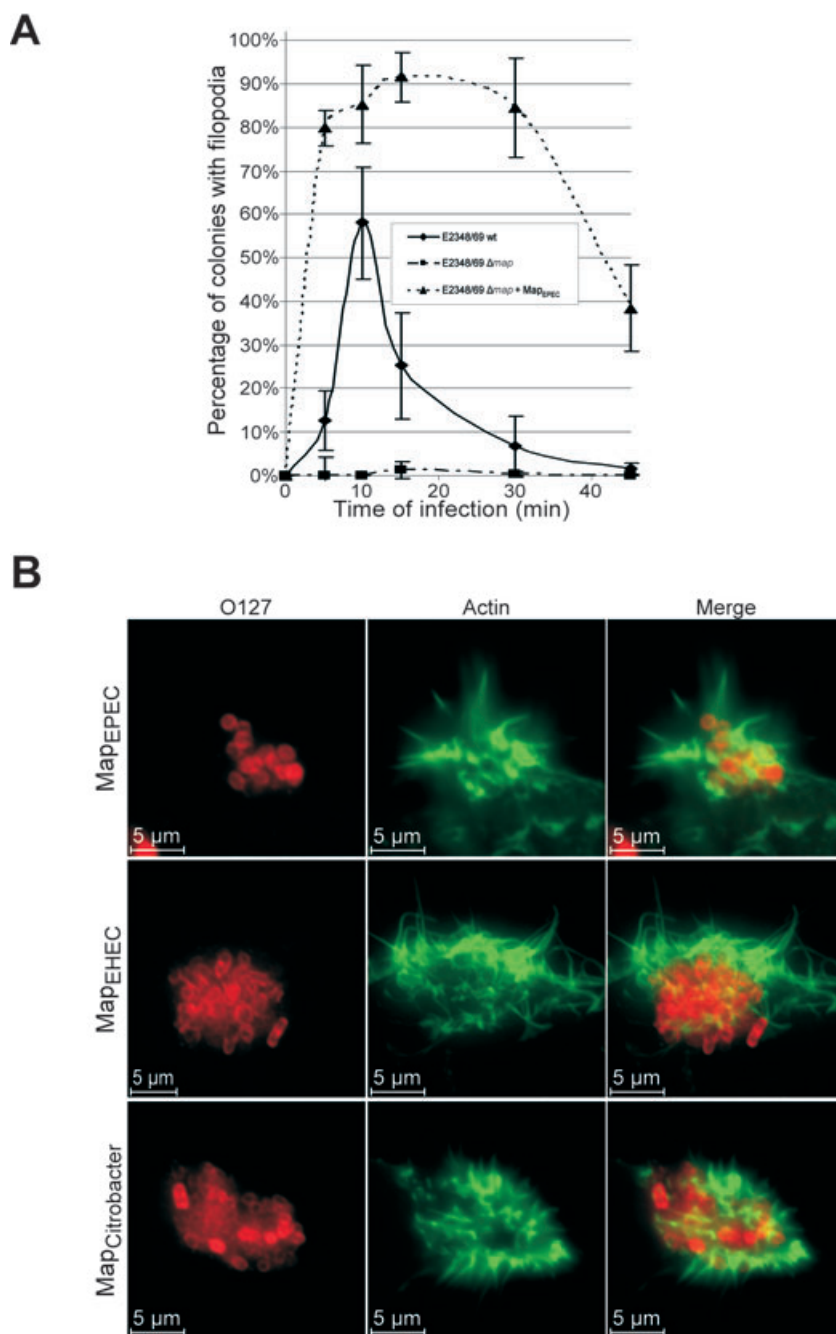 A
Percentage of colonies with filopodia
100%
90%
80%
70%
60%
50%
40%
30%
20%
10%
0%
E2348/69 wt
E2348/69 Δmap
E2348/69 Δmap + MapEPEC
0 10 20 30 40
Time of infection (min)
B
O127 Actin Merge
MapEPEC
5 µm 5 µm 5 µm
MapEHEC
5 µm 5 µm 5 µm
MapCitrobacter
5 µm 5 µm 5 µm